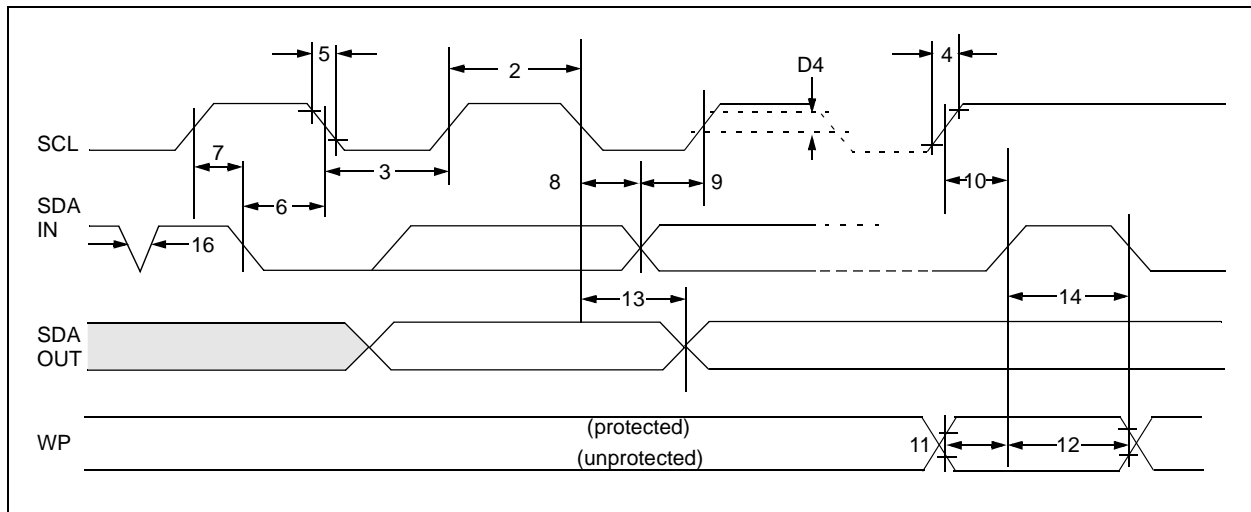 5
2
D4
4
SCL
7
3
8
9
10
SDA
IN
6
16
13
14
SDA
OUT
WP
(protected)
(unprotected)
11
12